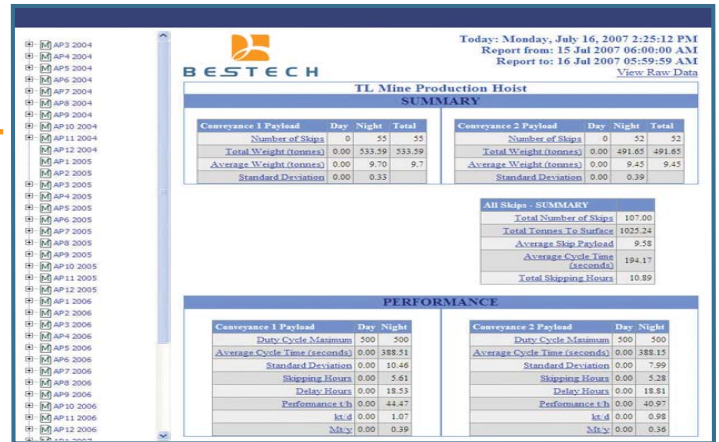 AP3 2004
AP4 2004
AP5 2004
AP6 2004
AP7 2004
AP8 2004
AP9 2004
AP10 2004
AP11 2004
AP12 2004
AP1 2005
AP2 2005
AP3 2005
AP4 2005
AP5 2005
AP6 2005
AP7 2005
AP8 2005
AP9 2005
AP10 2005
AP11 2005
AP12 2005
AP1 2006
AP2 2006
AP3 2006
AP4 2006
AP5 2006
AP6 2006
AP7 2006
AP8 2006
AP9 2006
AP10 2006
AP11 2006
AP12 2006
BESTECH
Today: Monday, July 16, 2007 2:25:12 PM
Report from: 15 Jul 2007 06:00:00 AM
Report to: 16 Jul 2007 05:59:59 AM
View Raw Data
TL Mine Production Hoist
SUMMARY
Conveyance 1 Payload Day Night Total
Number of Skips 0 55 55
Total Weight (tonnes) 0.00 533.59 533.59
Average Weight (tonnes) 0.00 9.70 9.7
Standard Deviation 0.00 0.33
Conveyance 2 Payload Day Night Total
Number of Skips 0 52 52
Total Weight (tonnes) 0.00 491.65 491.65
Average Weight (tonnes) 0.00 9.45 9.45
Standard Deviation 0.00 0.39
All Skips - SUMMARY
Total Number of Skips 107.00
Total Tonnes To Surface 1025.24
Average Skip Payload 9.58
Average Cycle Time
(seconds) 194.17
Total Skipping Hours 10.89
PERFORMANCE
Conveyance 1 Payload Day Night
Duty Cycle Maximum 500 500
Average Cycle Time (seconds) 0.00 388.51
Standard Deviation 0.00 10.46
Skipping Hours 0.00 5.61
Delay Hours 0.00 18.53
Performance t/h 0.00 44.47
kt/d 0.00 1.07
Mt/y 0.00 0.39
Conveyance 2 Payload Day Night
Duty Cycle Maximum 500 500
Average Cycle Time (seconds) 0.00 388.15
Standard Deviation 0.00 7.99
Skipping Hours 0.00 5.28
Delay Hours 0.00 18.81
Performance t/h 0.00 40.97
kt/d 0.00 0.98
Mt/y 0.00 0.36